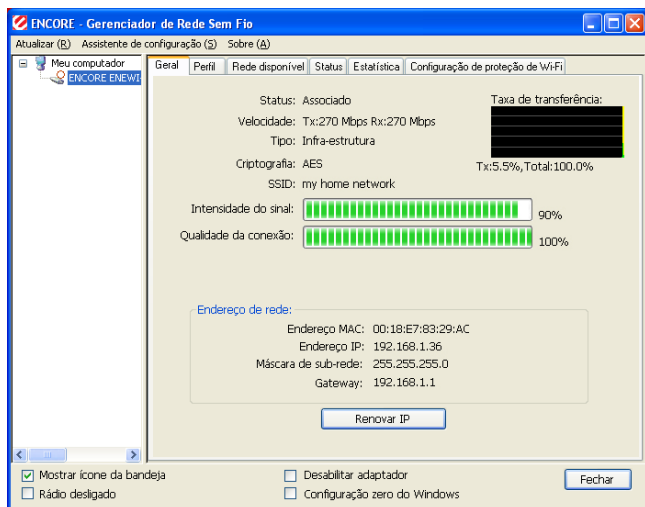 ENCORE - Gerenciador de Rede Sem Fio
Atualizar (R) Assistente de configuração (S) Sobre (A)
Meu computador
ENCORE ENEWI
Geral Perfil Rede disponível Status Estatística Configuração de proteção de Wi-Fi
Status: Associado
Velocidade: Tx:270 Mbps Rx:270 Mbps
Tipo: Infra-estrutura
Criptografia: AES
SSID: my home network
Taxa de transferência:
Tx:5.5%,Total:100.0%
Intensidade do sinal: 90%
Qualidade da conexão: 100%
Endereço de rede:
Endereço MAC: 00:18:E7:83:29:AC
Endereço IP: 192.168.1.36
Máscara de sub-rede: 255.255.255.0
Gateway: 192.168.1.1
Renovar IP
Mostrar ícone da bandeja Desabilitar adaptador
Rádio desligado Configuração zero do Windows
Fechar